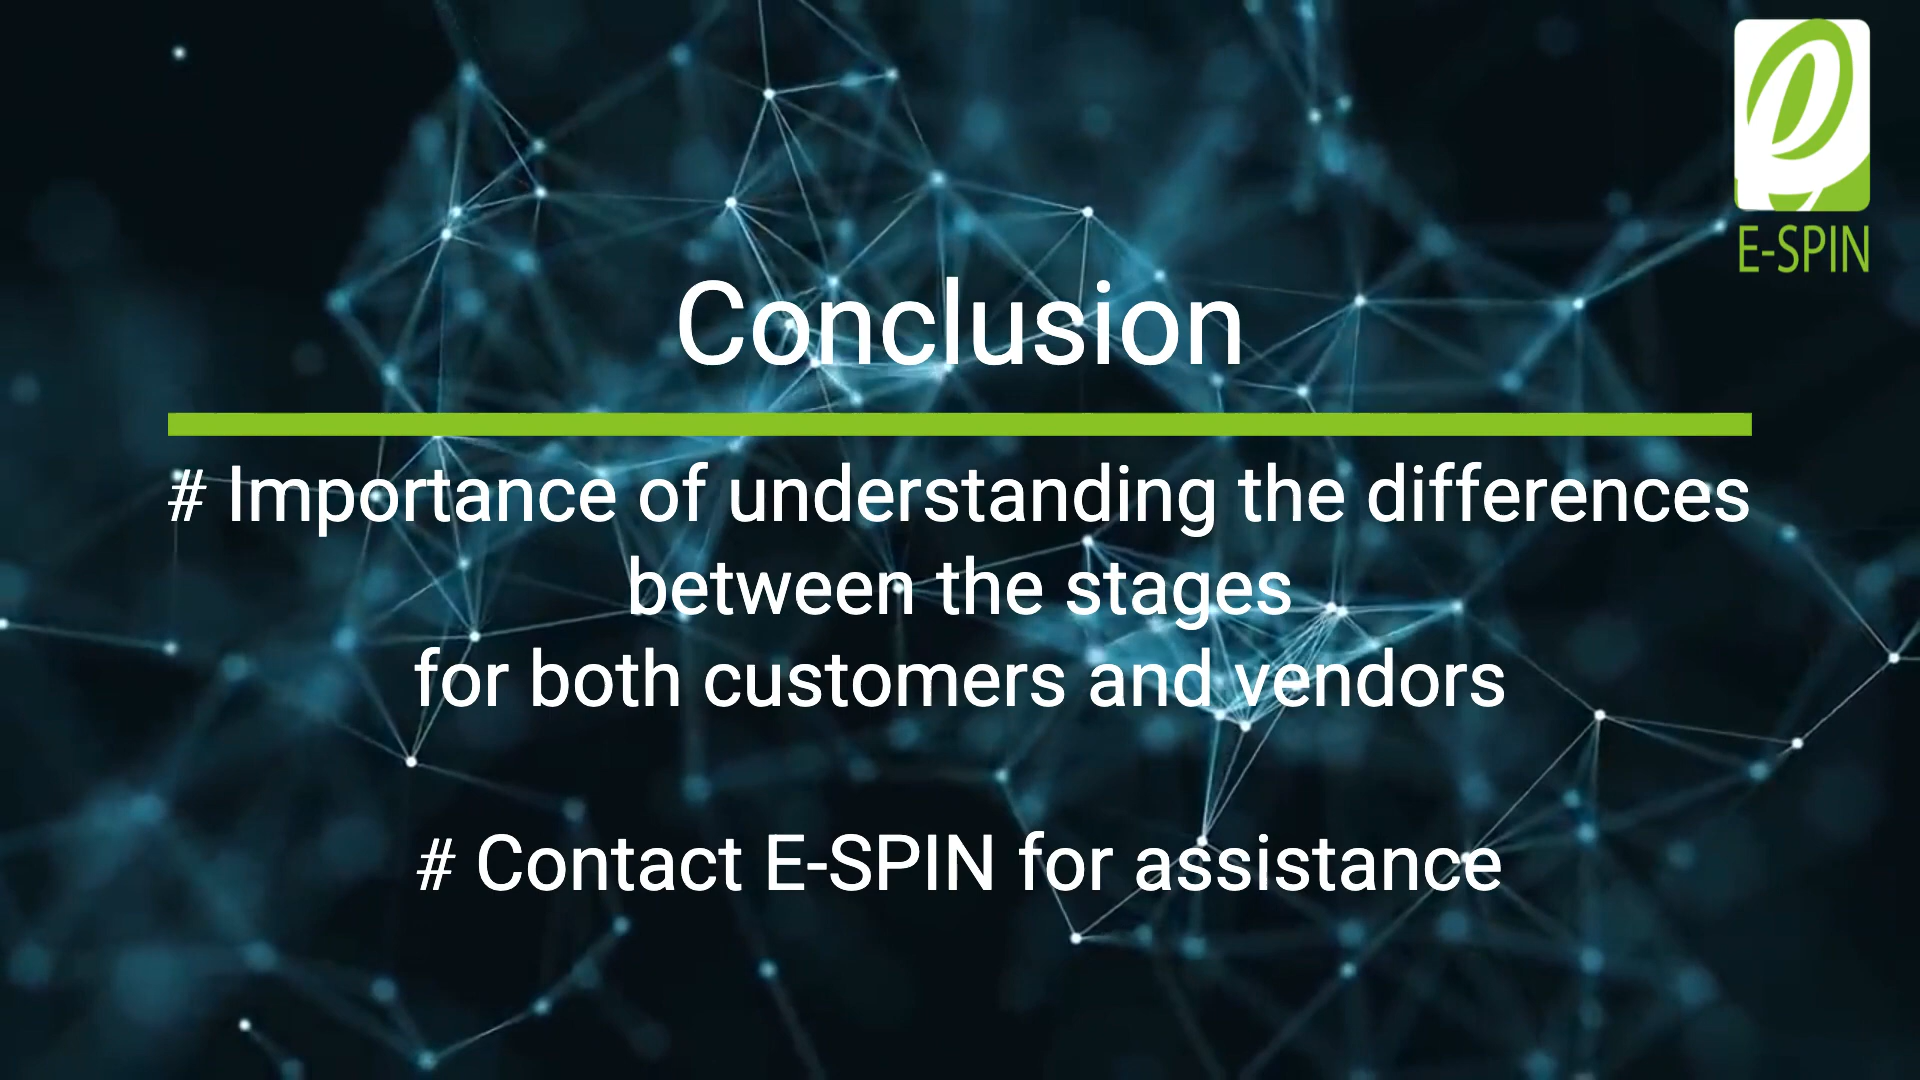 E-SPIN
Conclusion
# Importance of understanding the differences
between the stages
for both customers and vendors
# Contact E-SPIN for assistance